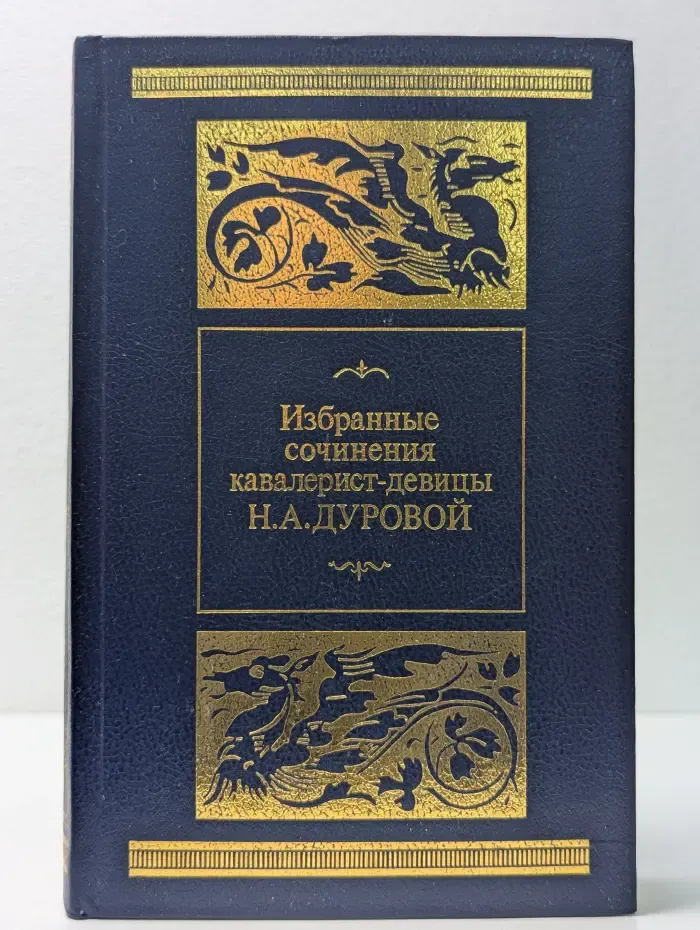 Избранные
сочинения
кавалерист-девицы
Н.А.ДУРОВОЙ